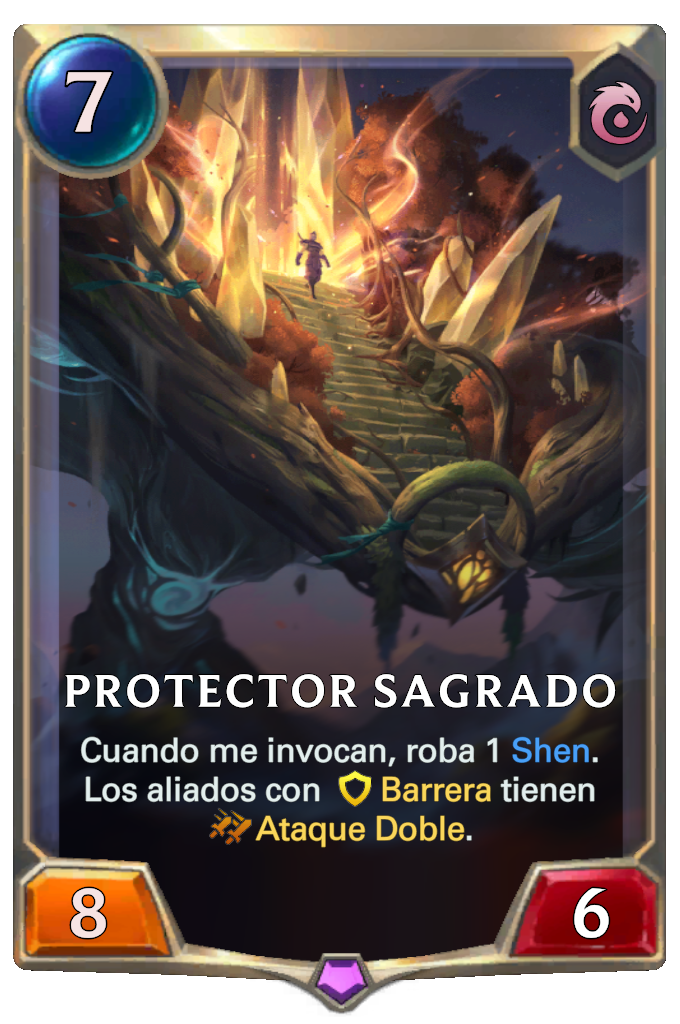 7
PROTECTOR SAGRADO
Cuando me invocan, roba 1 Shen.
Los aliados con Barrera tienen
Ataque Doble.
8
6